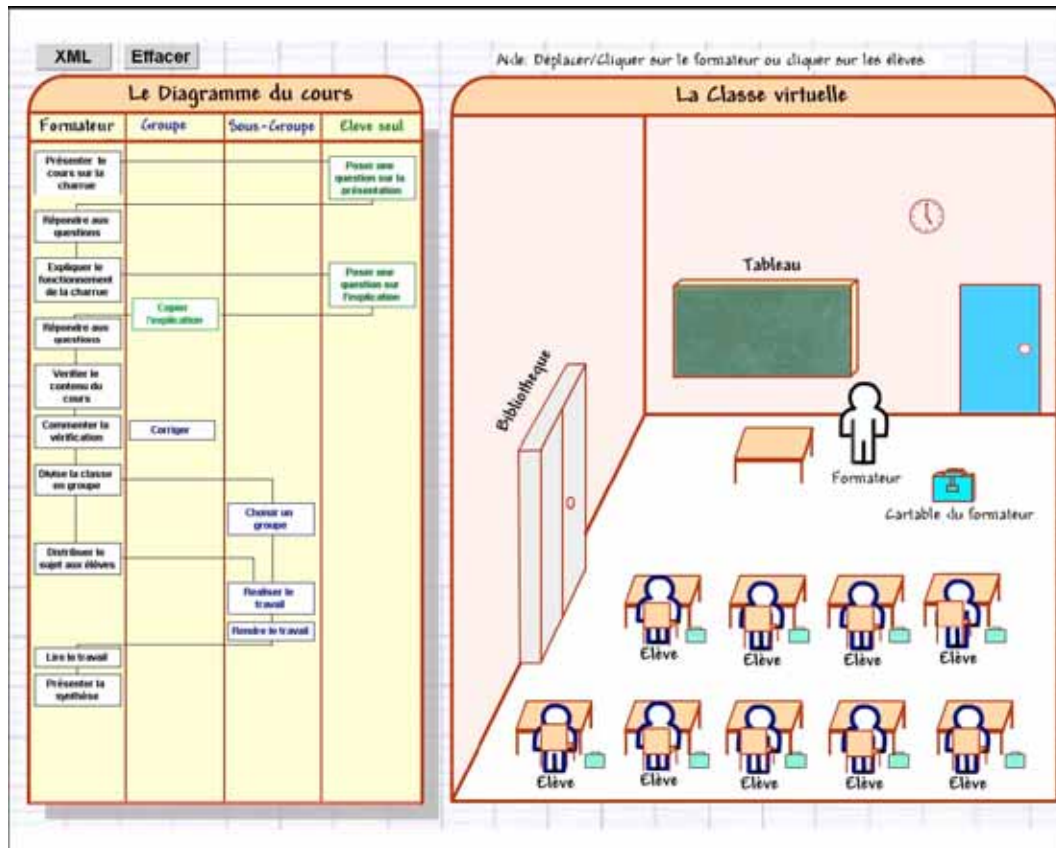 XML Effacer
Aide: Déplacer/Cliquer sur le formateur ou cliquer sur les élèves
Le Diagramme du cours
Formateur Groupe Sous-Groupe Eleve seul
Présenter le
cours sur la
charrue
Poser une
question sur la
présentation
Répondre aux
questions
Expliquer le
fonctionnement
de la charrue
Poser une
question sur
l'explication
Copier
l'explication
Répondre aux
questions
Vérifier le
contenu du
cours
Commenter la
vérification
Corriger
Divise la classe
en groupe
Choisir un
groupe
Distribuer le
sujet aux élèves
Réaliser le
travail
Rendre le travail
Lire le travail
Présenter la
synthèse
La Classe virtuelle
Tableau
Bibliotheque
Formateur
Cartable du formateur
Elève Elève Elève Elève
Elève Elève Elève Elève Elève